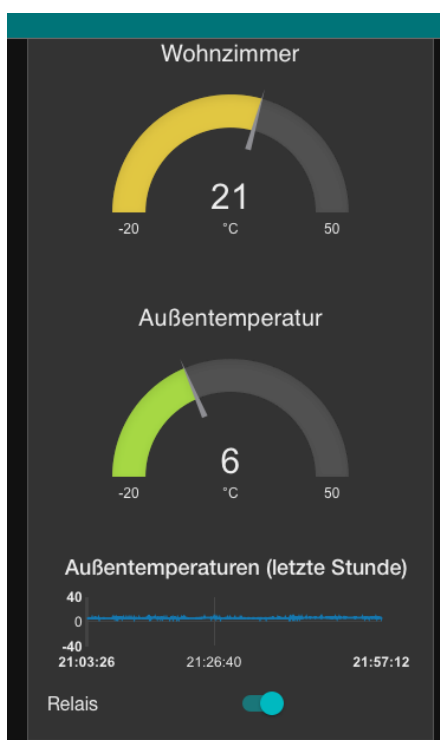 Wohnzimmer
21
-20 °C 50
Außentemperatur
6
-20 °C 50
Außentemperaturen (letzte Stunde)
40
0
-40
21:03:26 21:26:40 21:57:12
Relais